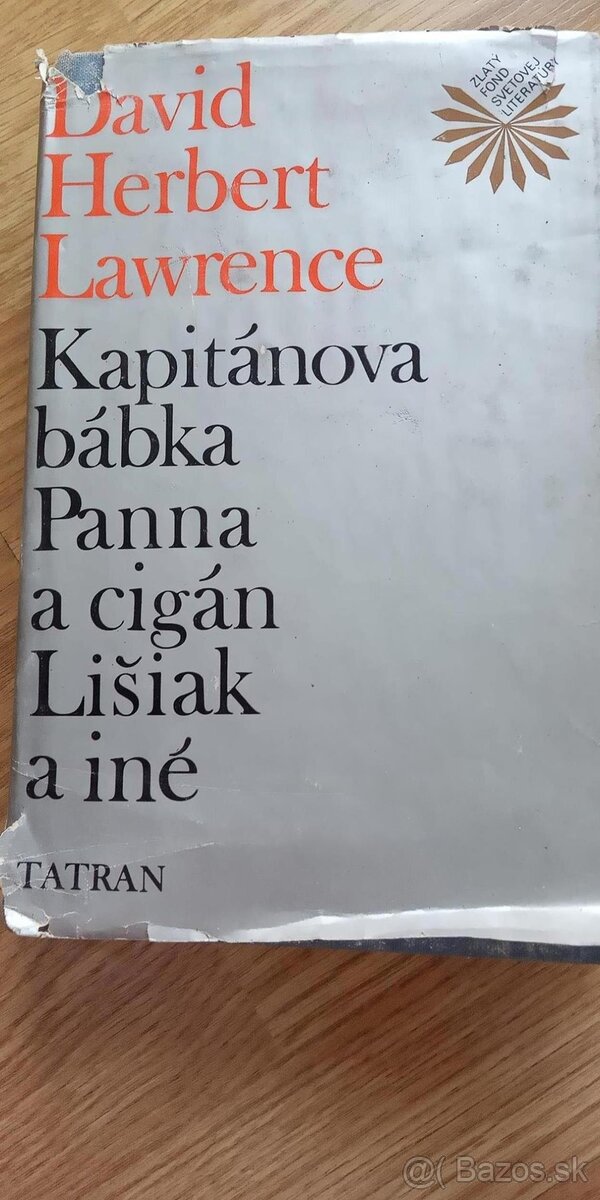 David
Herbert
Lawrence
ZLATÝ
FOND
SVETOVEJ
LITERATÚRY
Kapitánova
bábka
Panna
a cigán
Lišiak
a iné
TATRAN
@( Bazos.sk